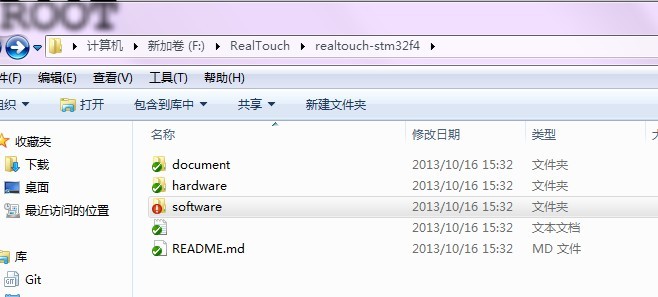 ROOT
计算机 新加卷 (F:) RealTouch realtouch-stm32f4
件(F) 编辑(E) 查看(V) 工具(T) 帮助(H)
组织 打开 包含到库中 共享 新建文件夹
收藏夹
下载
桌面
最近访问的位置
库
Git
名称 修改日期 类型 大
document 2013/10/16 15:32 文件夹
hardware 2013/10/16 15:32 文件夹
software 2013/10/16 15:32 文件夹
2013/10/16 15:32 文本文档
README.md 2013/10/16 15:32 MD 文件